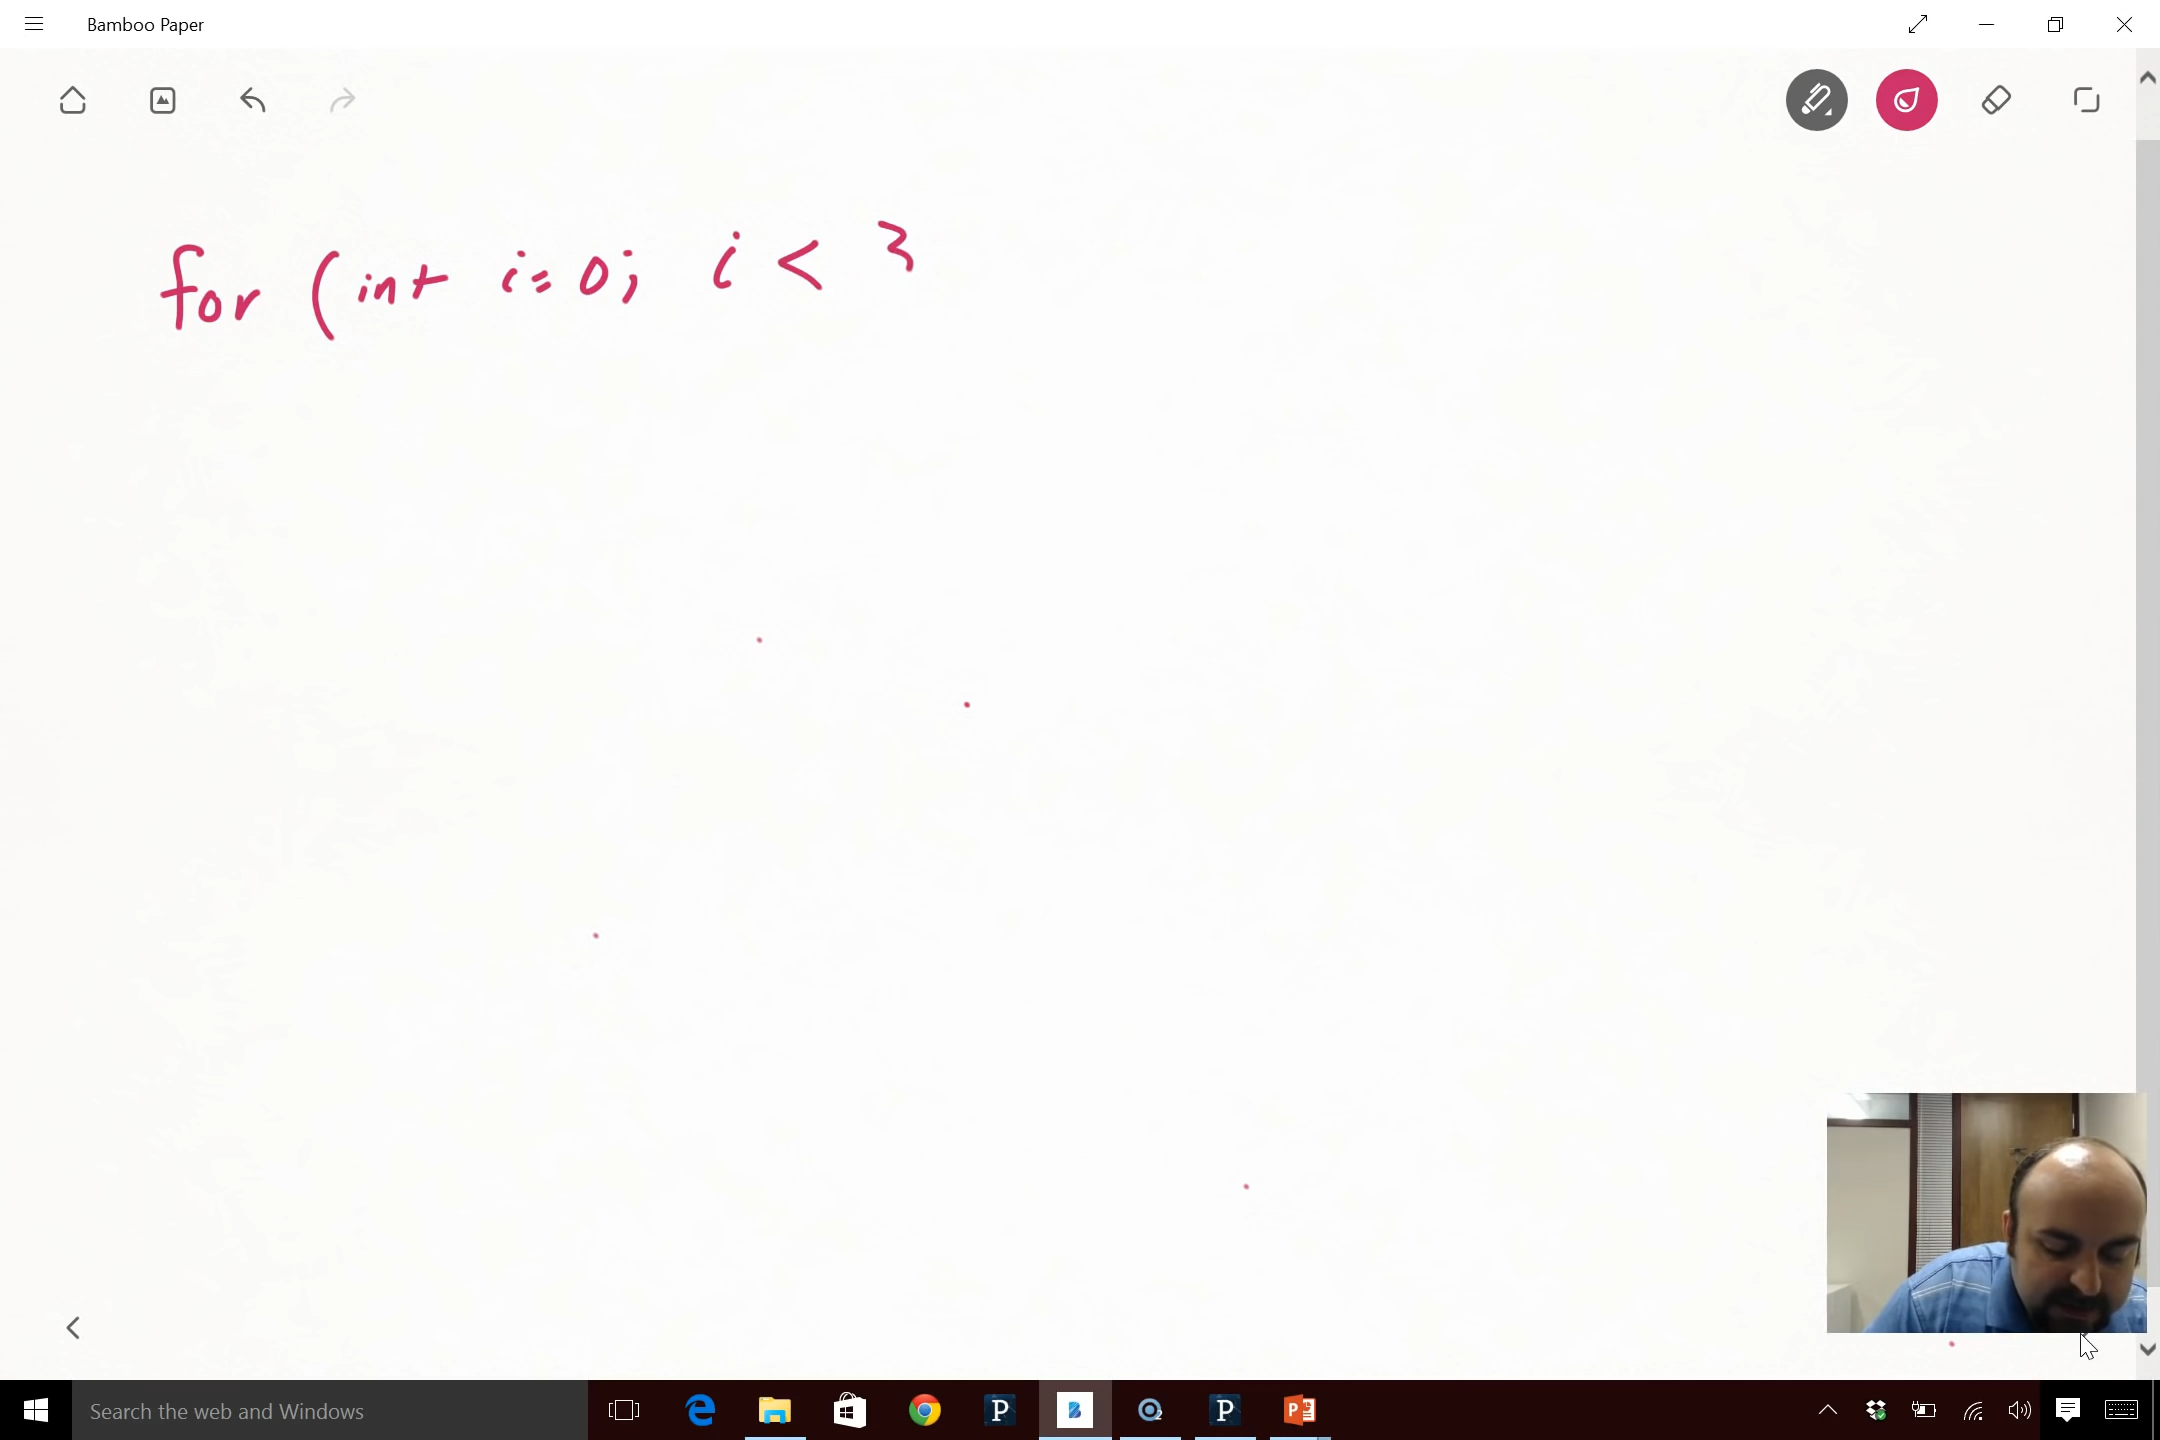 Bamboo Paper
for (int i=0; i < 3
Search the web and Windows